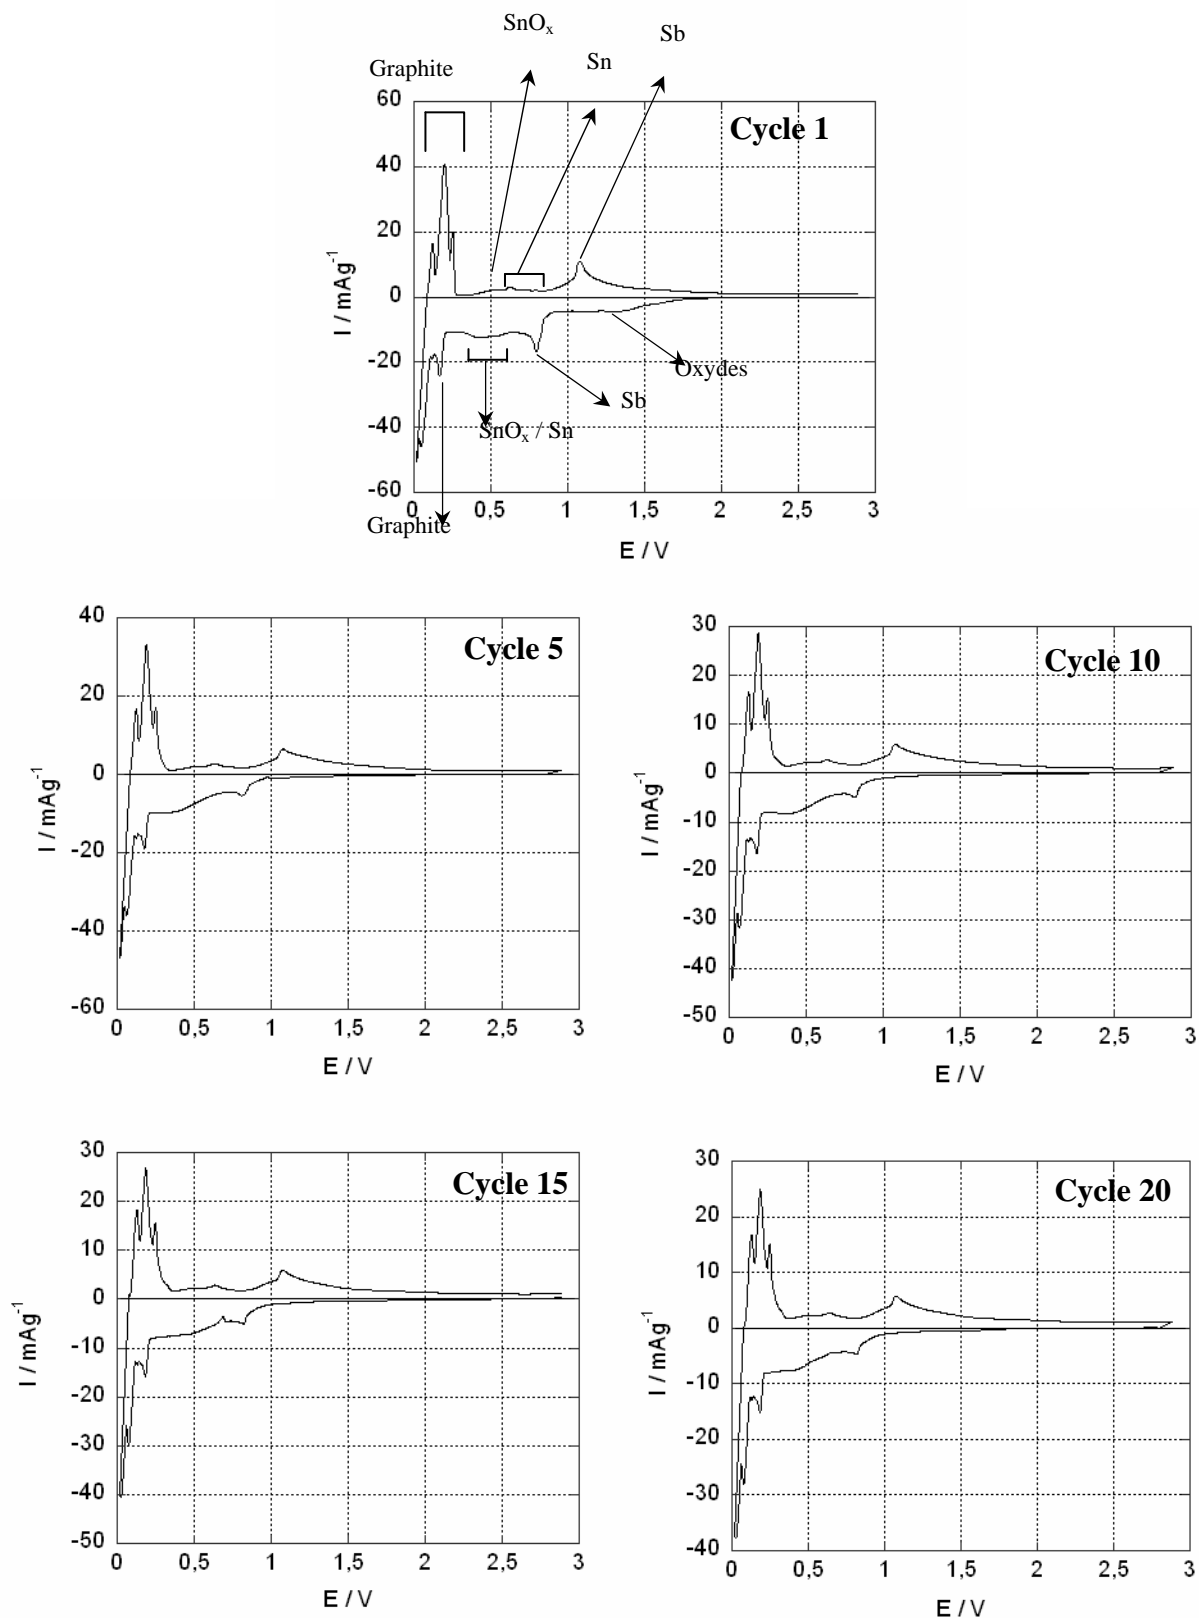 SnOx
Sb
Sn
Graphite
Cycle 1
60
40
20
0
-20
-40
-60
I / mAg-1
Oxydes
Sb
SnOx / Sn
Graphite
0 0,5 1 1,5 2 2,5 3
E / V
Cycle 5
40
20
0
-20
-40
-60
I / mAg-1
0 0,5 1 1,5 2 2,5 3
E / V
Cycle 10
30
20
10
0
-10
-20
-30
-40
-50
I / mAg-1
0 0,5 1 1,5 2 2,5 3
E / V
Cycle 15
30
20
10
0
-10
-20
-30
-40
-50
I / mAg-1
0 0,5 1 1,5 2 2,5 3
E / V
Cycle 20
30
20
10
0
-10
-20
-30
-40
I / mAg-1
0 0,5 1 1,5 2 2,5 3
E / V